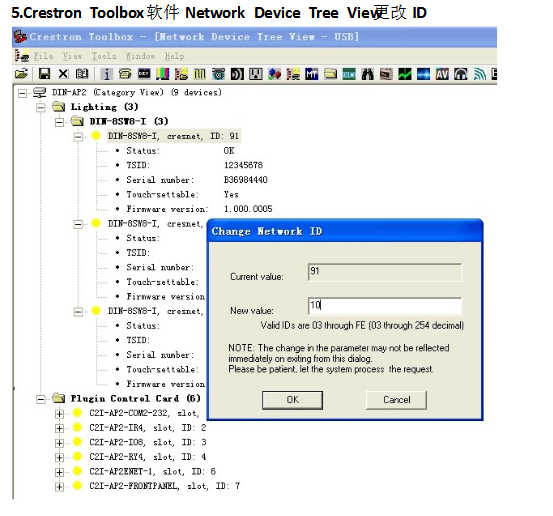 5.Crestron Toolbox软件 Network Device Tree View更改 ID
Crestron Toolbox - [Network Device Tree View - USB]
File View Tools Window Help
DIN-AP2 (Category View) (9 devices)
Lighting (3)
DIN-8SW8-I (3)
DIN-8SW8-I, cresnet, ID: 91
• Status: OK
• TSID: 12345678
• Serial number: B36984440
• Touch-settable: Yes
• Firmware version: 1.000.0005
DIN-8SW8-I, cresnet,
• Status:
• TSID:
• Serial number:
• Touch-settable:
• Firmware version
DIN-8SW8-I, cresnet,
• Status:
• TSID:
• Serial number:
• Touch-settable:
• Firmware version
Plugin Control Card (6)
C2I-AP2-COM2-232, slot,
C2I-AP2-IR4, slot, ID: 2
C2I-AP2-IO8, slot, ID: 3
C2I-AP2-RY4, slot, ID: 4
C2I-AP2ENET-1, slot, ID: 6
C2I-AP2-FRONTPANEL, slot, ID: 7
Change Network ID
Current value: 91
New value: 10
Valid IDs are 03 through FE (03 through 254 decimal)
NOTE: The change in the parameter may not be reflected
immediately on exiting from this dialog.
Please be patient, let the system process the request.
OK Cancel